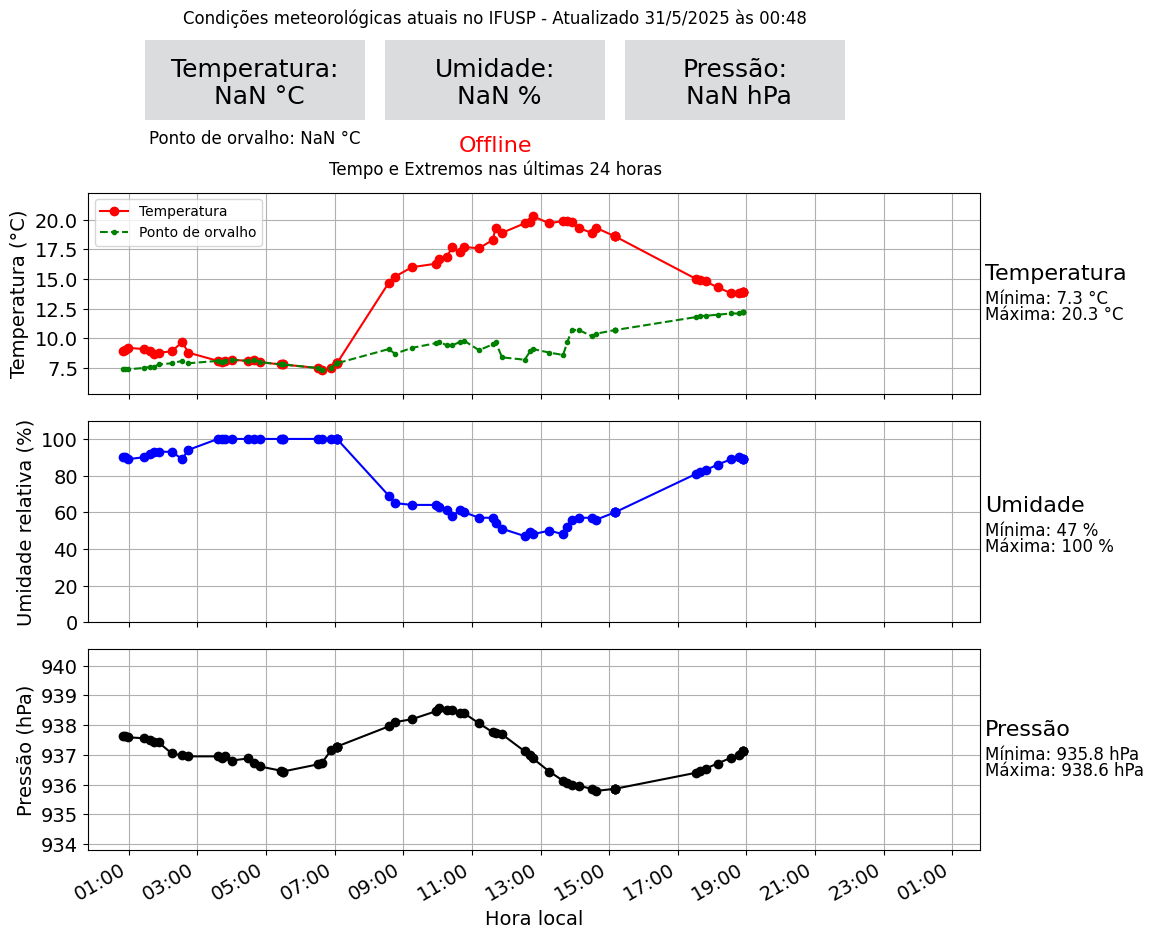 Condições meteorológicas atuais no IFUSP - Atualizado 31/5/2025 às 00:48
Temperatura:
NaN °C
Umidade:
NaN %
Pressão:
NaN hPa
Ponto de orvalho: NaN °C
Offline
Tempo e Extremos nas últimas 24 horas
Temperatura (°C)
20.0
17.5
15.0
12.5
10.0
7.5
Temperatura
Ponto de orvalho
Temperatura
Mínima: 7.3 °C
Máxima: 20.3 °C
Umidade relativa (%)
100
80
60
40
20
0
Umidade
Mínima: 47 %
Máxima: 100 %
Pressão (hPa)
940
939
938
937
936
935
934
Pressão
Mínima: 935.8 hPa
Máxima: 938.6 hPa
01:00
03:00
05:00
07:00
09:00
11:00
13:00
15:00
17:00
19:00
21:00
23:00
01:00
Hora local